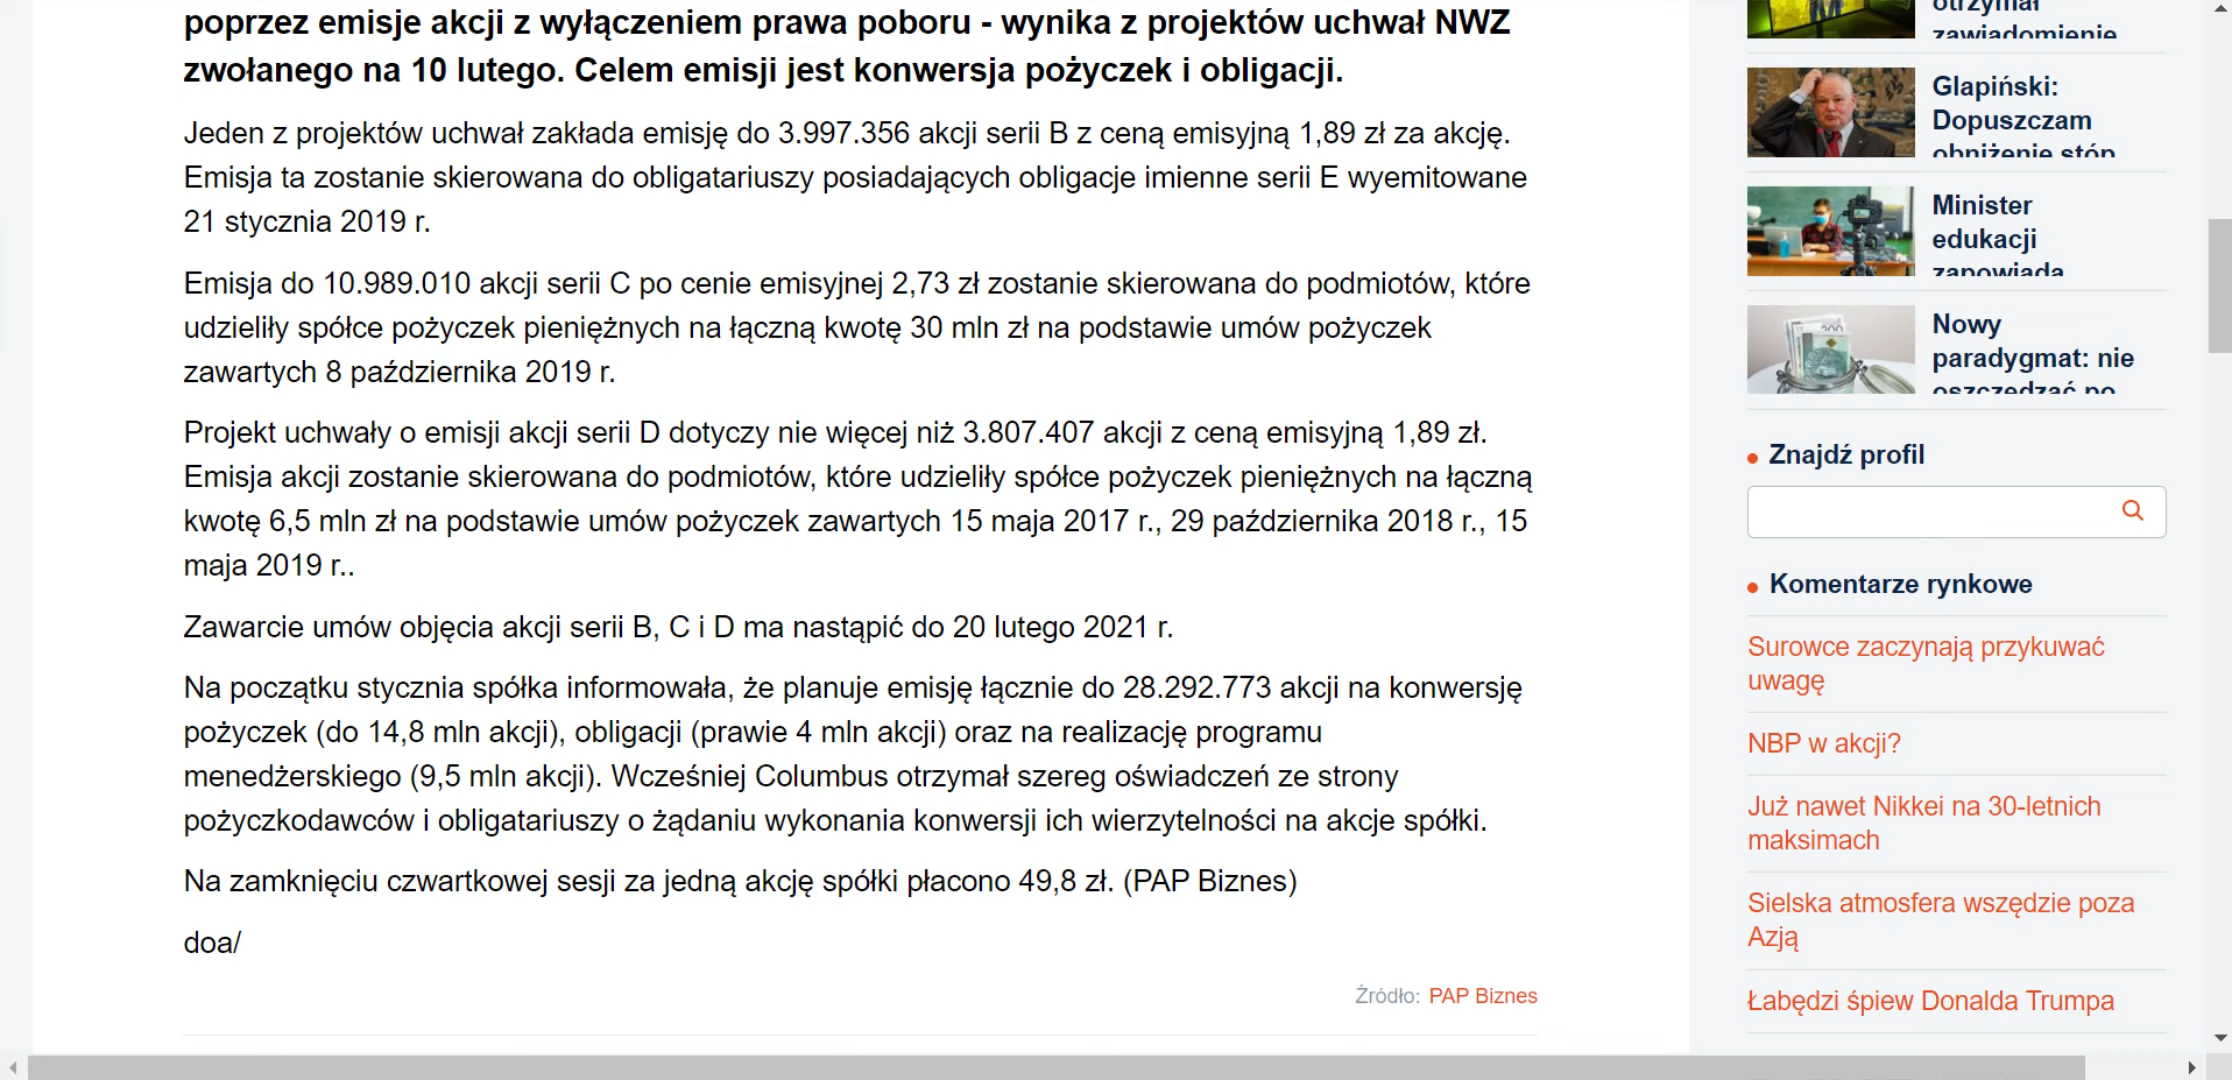 poprzez emisje akcji z wyłączeniem prawa poboru - wynika z projektów uchwał NWZ
zwołanego na 10 lutego. Celem emisji jest konwersja pożyczek i obligacji.
Jeden z projektów uchwał zakłada emisję do 3.997.356 akcji serii B z ceną emisyjną 1,89 zł za akcję.
Emisja ta zostanie skierowana do obligatariuszy posiadających obligacje imienne serii E wyemitowane
21 stycznia 2019 r.
Emisja do 10.989.010 akcji serii C po cenie emisyjnej 2,73 zł zostanie skierowana do podmiotów, które
udzieliły spółce pożyczek pieniężnych na łączną kwotę 30 mln zł na podstawie umów pożyczek
zawartych 8 października 2019 r.
Projekt uchwały o emisji akcji serii D dotyczy nie więcej niż 3.807.407 akcji z ceną emisyjną 1,89 zł.
Emisja akcji zostanie skierowana do podmiotów, które udzieliły spółce pożyczek pieniężnych na łączną
kwotę 6,5 mln zł na podstawie umów pożyczek zawartych 15 maja 2017 r., 29 października 2018 r., 15
maja 2019 r..
Zawarcie umów objęcia akcji serii B, C i D ma nastąpić do 20 lutego 2021 r.
Na początku stycznia spółka informowała, że planuje emisję łącznie do 28.292.773 akcji na konwersję
pożyczek (do 14,8 mln akcji), obligacji (prawie 4 mln akcji) oraz na realizację programu
menedżerskiego (9,5 mln akcji). Wcześniej Columbus otrzymał szereg oświadczeń ze strony
pożyczkodawców i obligatariuszy o żądaniu wykonania konwersji ich wierzytelności na akcje spółki.
Na zamknięciu czwartkowej sesji za jedną akcję spółki płacono 49,8 zł. (PAP Biznes)
doa/
Źródło: PAP Biznes
otrzymał
zawiadomienie
Glapiński:
Dopuszczam
obniżenie stóp
Minister
edukacji
zapowiada
Nowy
paradygmat: nie
oszczędzać po
Znajdź profil
Komentarze rynkowe
Surowce zaczynają przykuwać
uwagę
NBP w akcji?
Już nawet Nikkei na 30-letnich
maksimach
Sielska atmosfera wszędzie poza
Azją
Łabędzi śpiew Donalda Trumpa